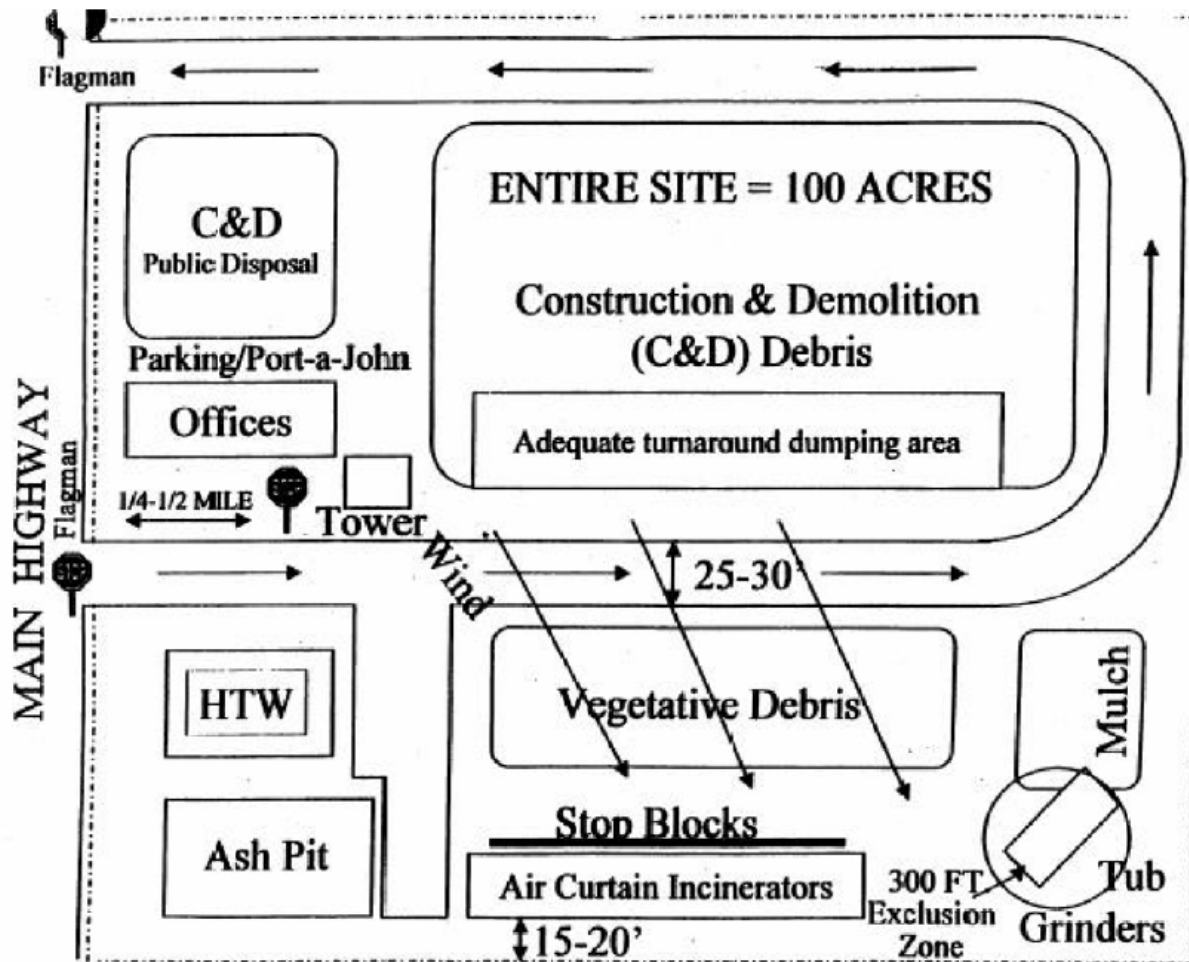 Flagman
C&D
Public Disposal
ENTIRE SITE = 100 ACRES
Construction & Demolition
(C&D) Debris
Adequate turnaround dumping area
Parking/Port-a-John
Offices
MAIN HIGHWAY
Flagman
1/4-1/2 MILE
Tower
Wind
25-30'
HTW
Vegetative Debris
Mulch
Ash Pit
Stop Blocks
Air Curtain Incinerators
15-20'
300 FT
Exclusion
Zone
Tub
Grinders